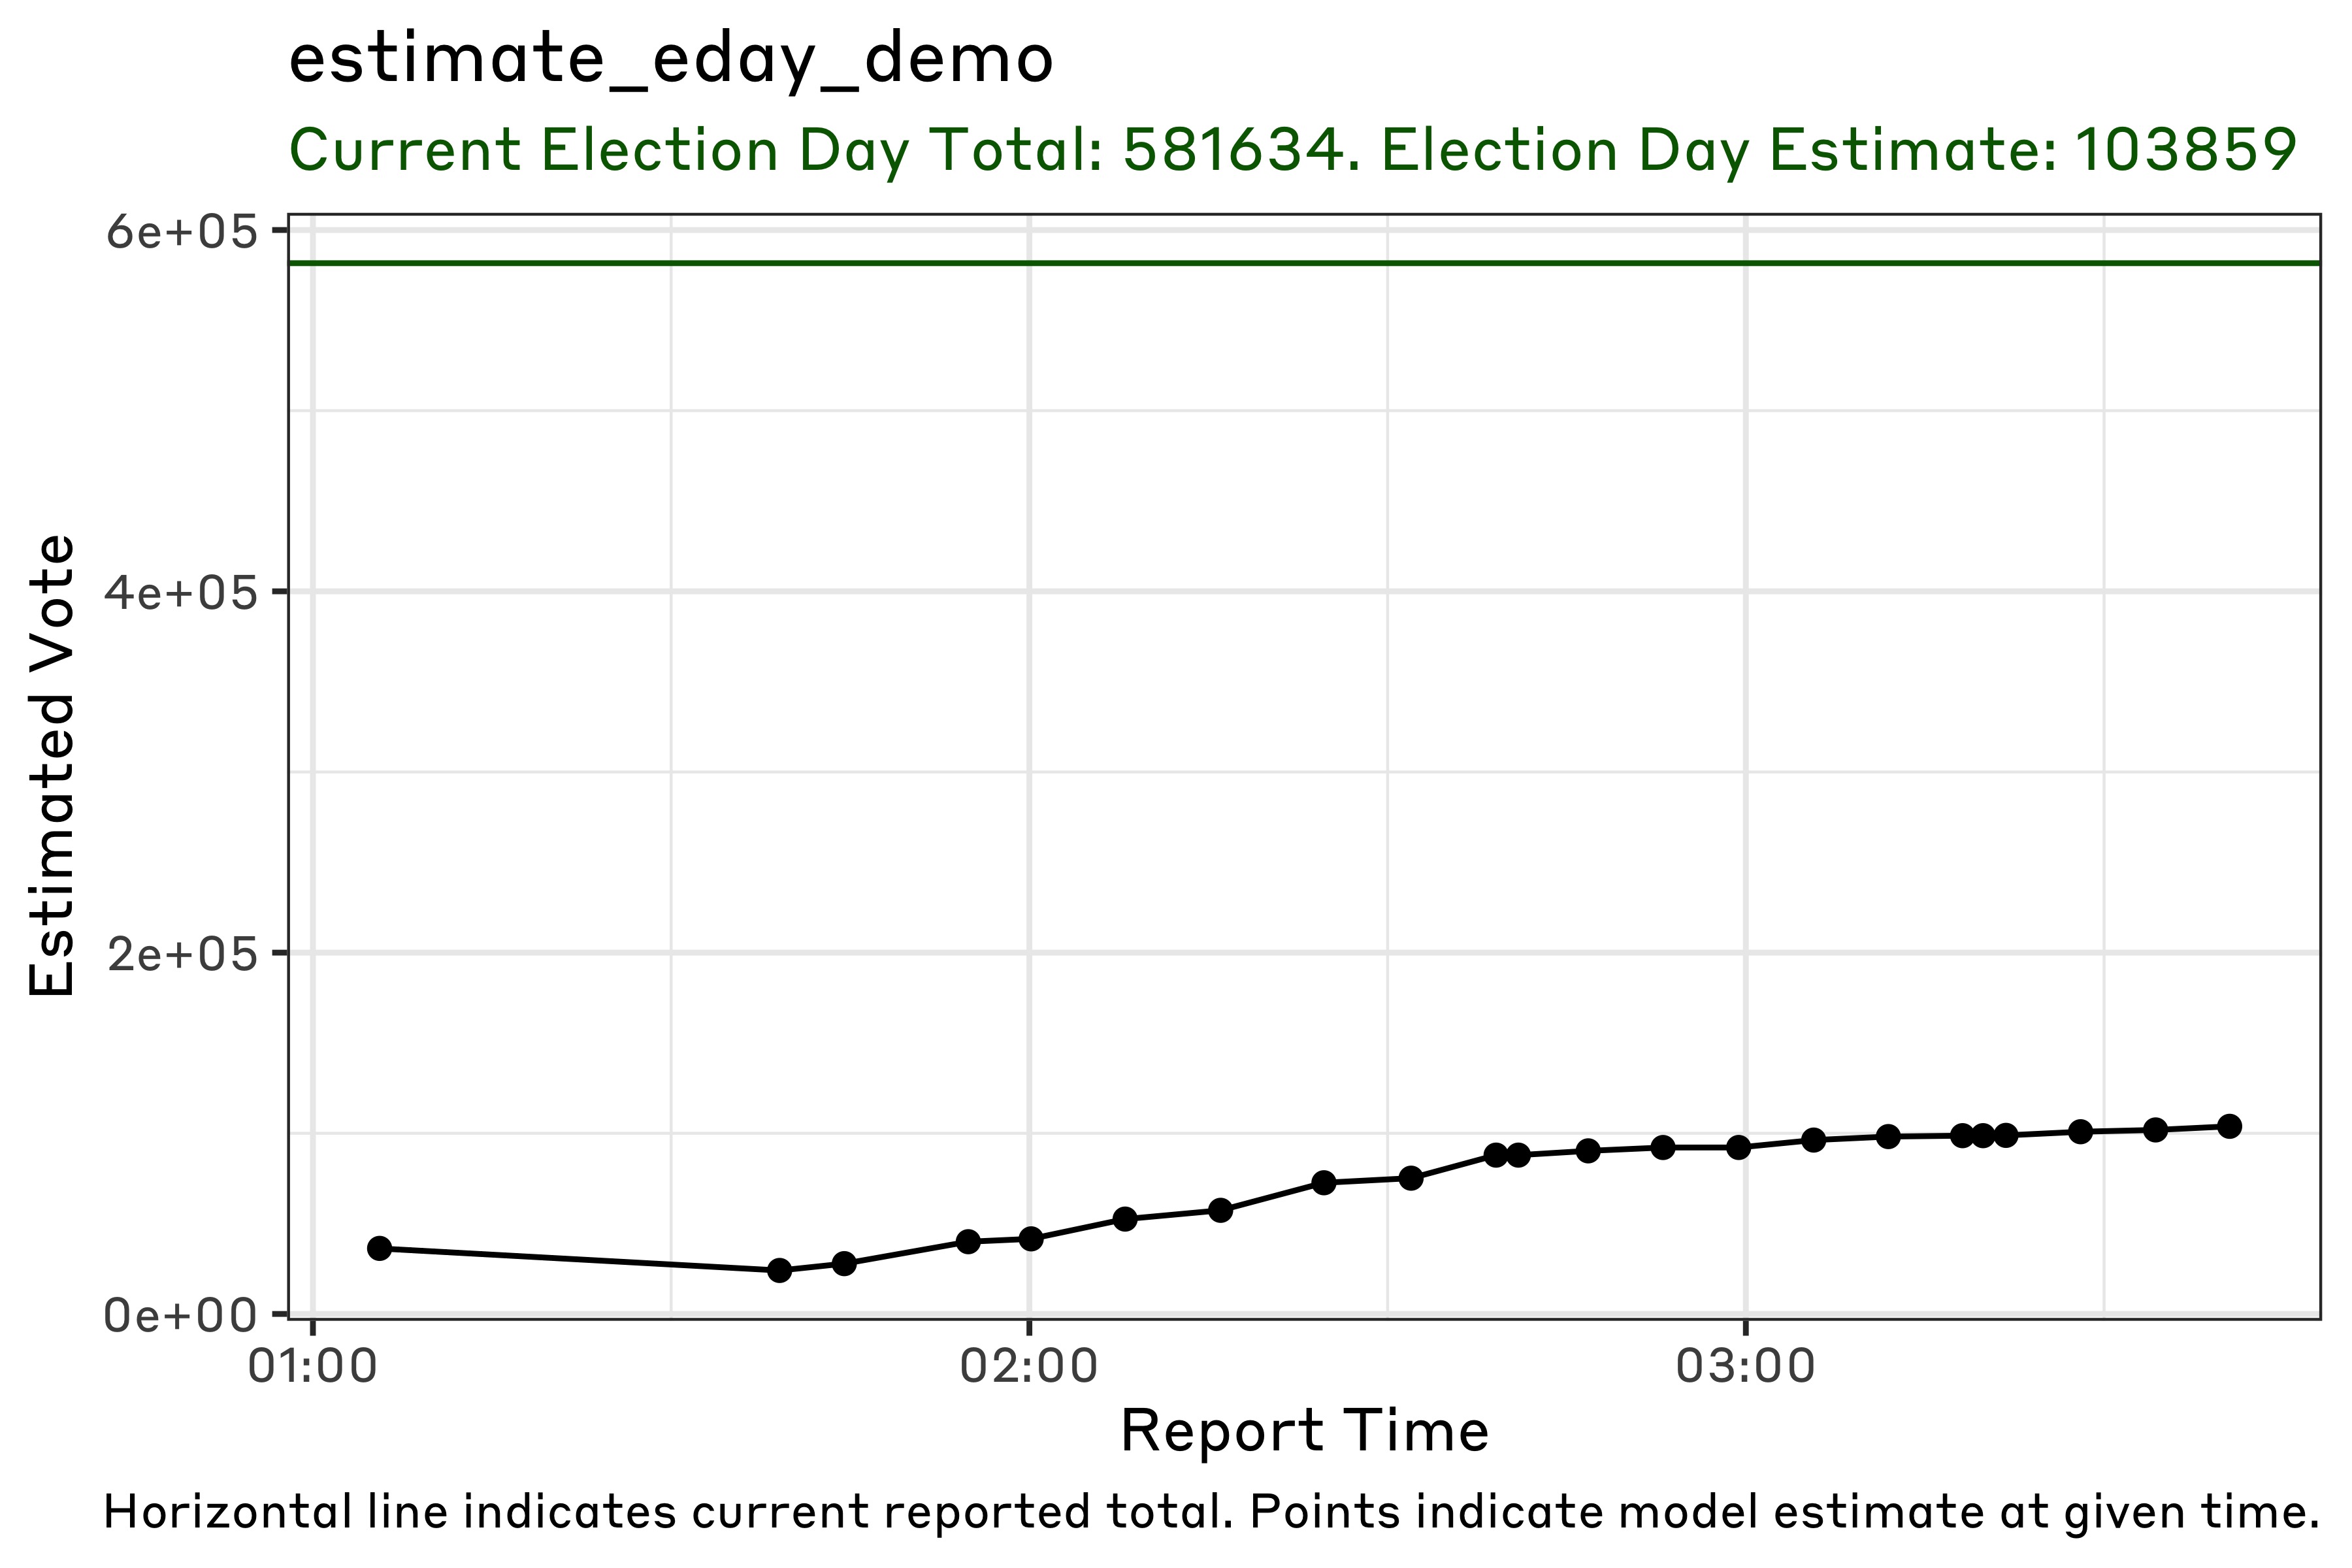 estimate_eday_demo
Current Election Day Total: 581634. Election Day Estimate: 103859
6e+05
4e+05
2e+05
0e+00
Estimated Vote
01:00 02:00 03:00
Report Time
Horizontal line indicates current reported total. Points indicate model estimate at given time.